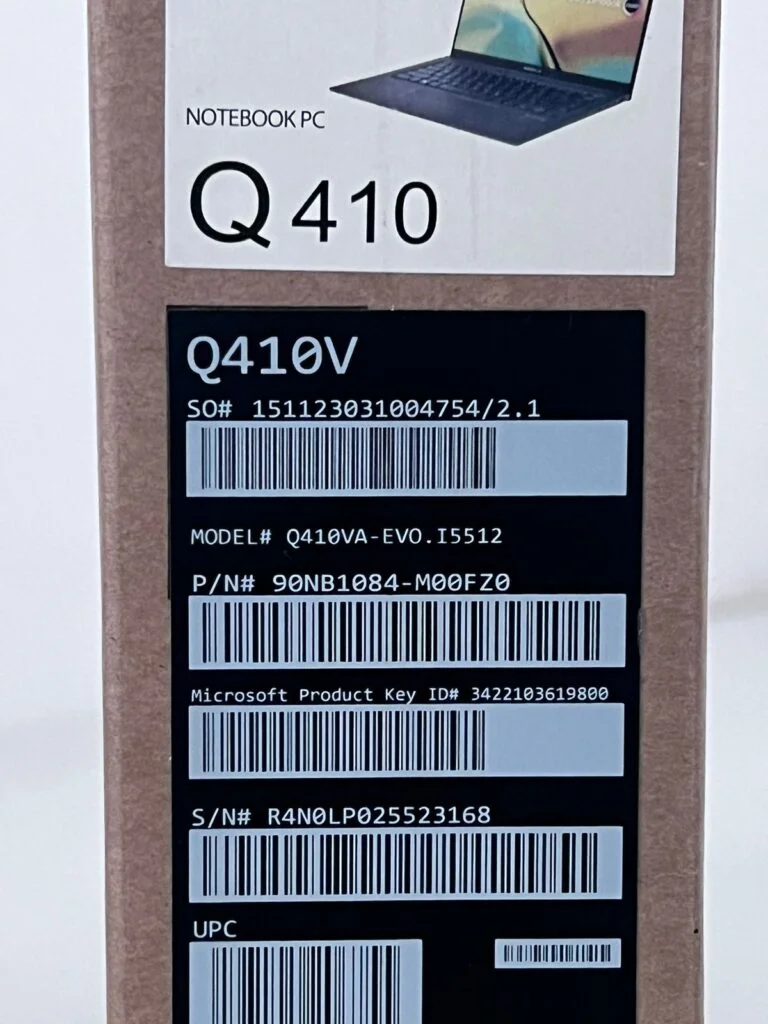 NOTEBOOK PC
Q 410
Q410V
SO# 151123031004754/2.1
MODEL# Q410VA-EVO.I5512
P/N# 90NB1084-M00FZ0
Microsoft Product Key ID# 3422103619800
S/N# R4N0LP025523168
UPC